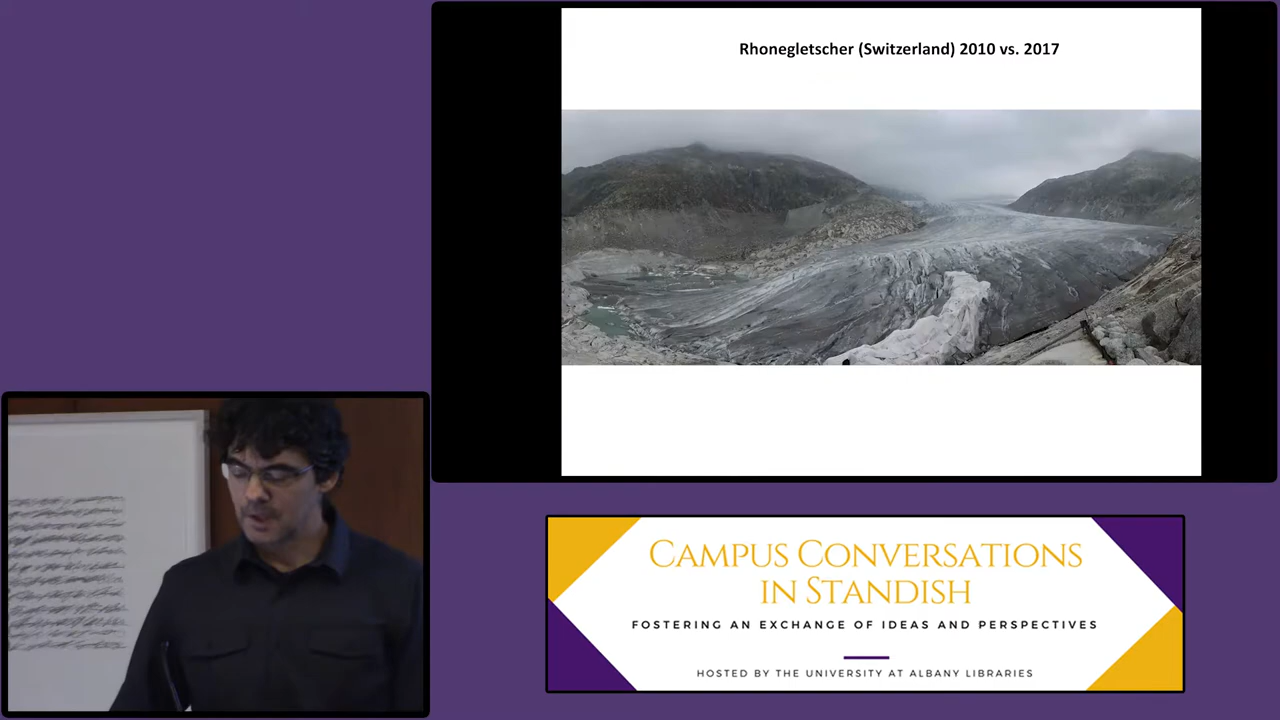 Rhonegletscher (Switzerland) 2010 vs. 2017
CAMPUS CONVERSATIONS
IN STANDISH
FOSTERING AN EXCHANGE OF IDEAS AND PERSPECTIVES
HOSTED BY THE UNIVERSITY AT ALBANY LIBRARIES